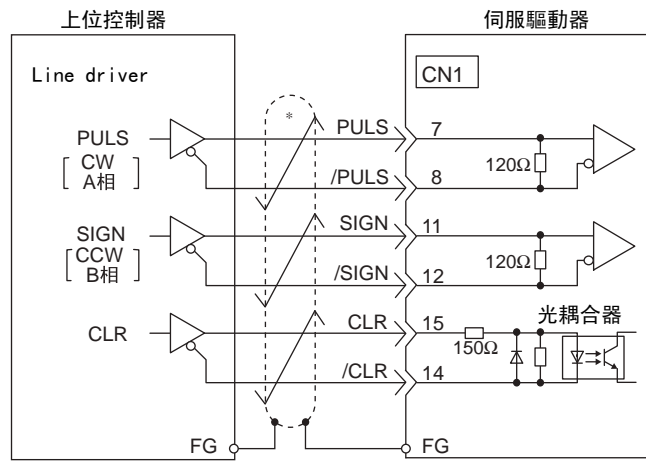 上位控制器
伺服驅動器
Line driver
CN1
*
PULS
CW
A相
PULS
7
/PULS
8
120Ω
SIGN
CCW
B相
SIGN
11
/SIGN
12
120Ω
CLR
CLR
15
150Ω
光耦合器
/CLR
14
FG
FG